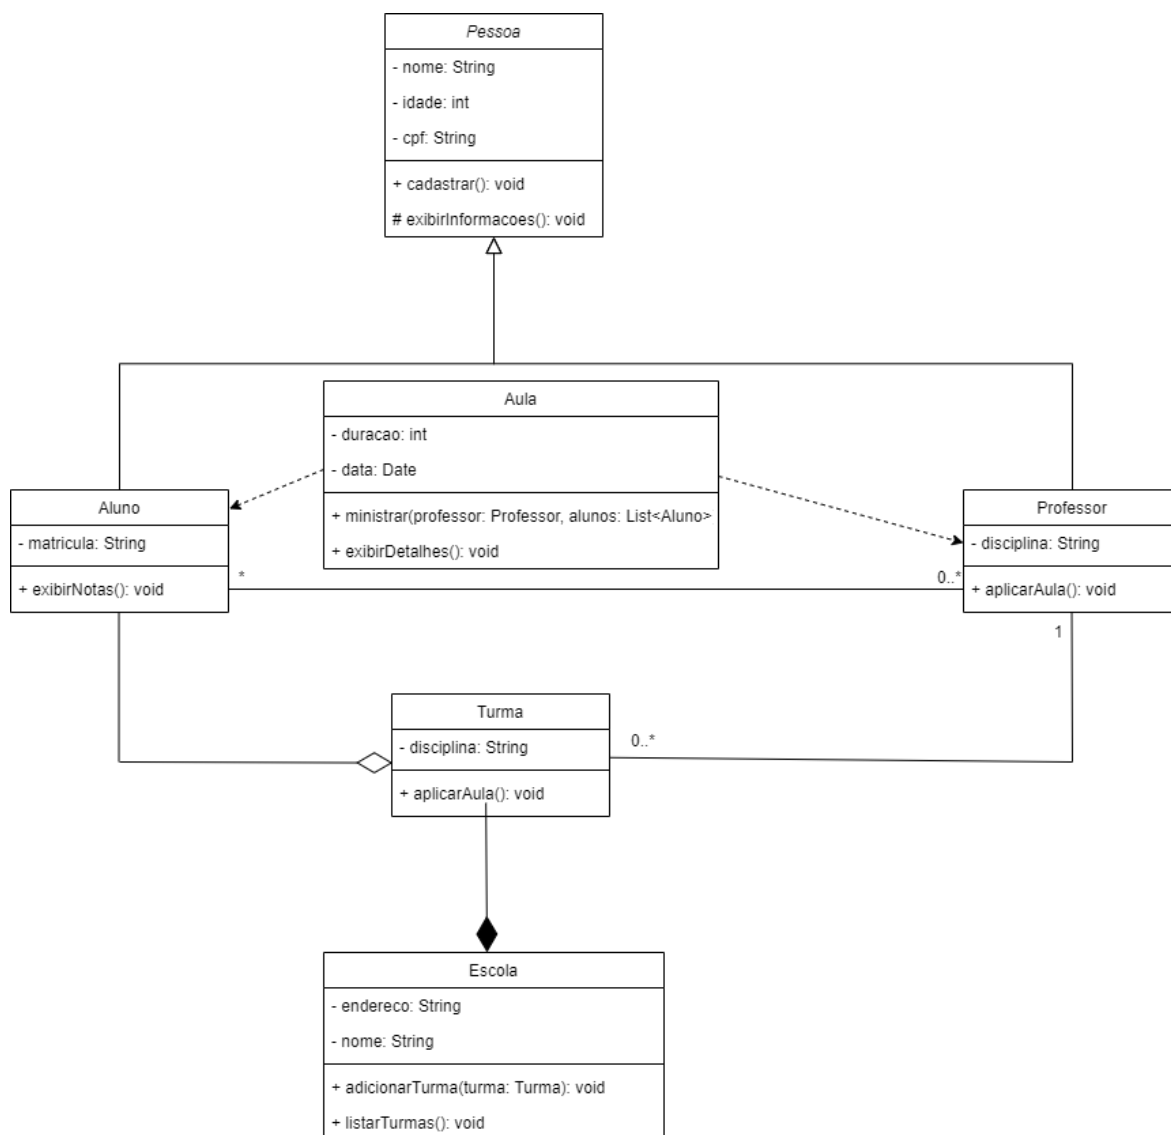 Pessoa
- nome: String
- idade: int
- cpf: String
+ cadastrar(): void
# exibirInformacoes(): void
Aula
- duracao: int
- data: Date
+ ministrar(professor: Professor, alunos: List<Aluno>
+ exibirDetalhes(): void
Aluno
- matricula: String
+ exibirNotas(): void
Professor
- disciplina: String
+ aplicarAula(): void
*
0..*
1
Turma
- disciplina: String
+ aplicarAula(): void
0..*
Escola
- endereco: String
- nome: String
+ adicionarTurma(turma: Turma): void
+ listarTurmas(): void